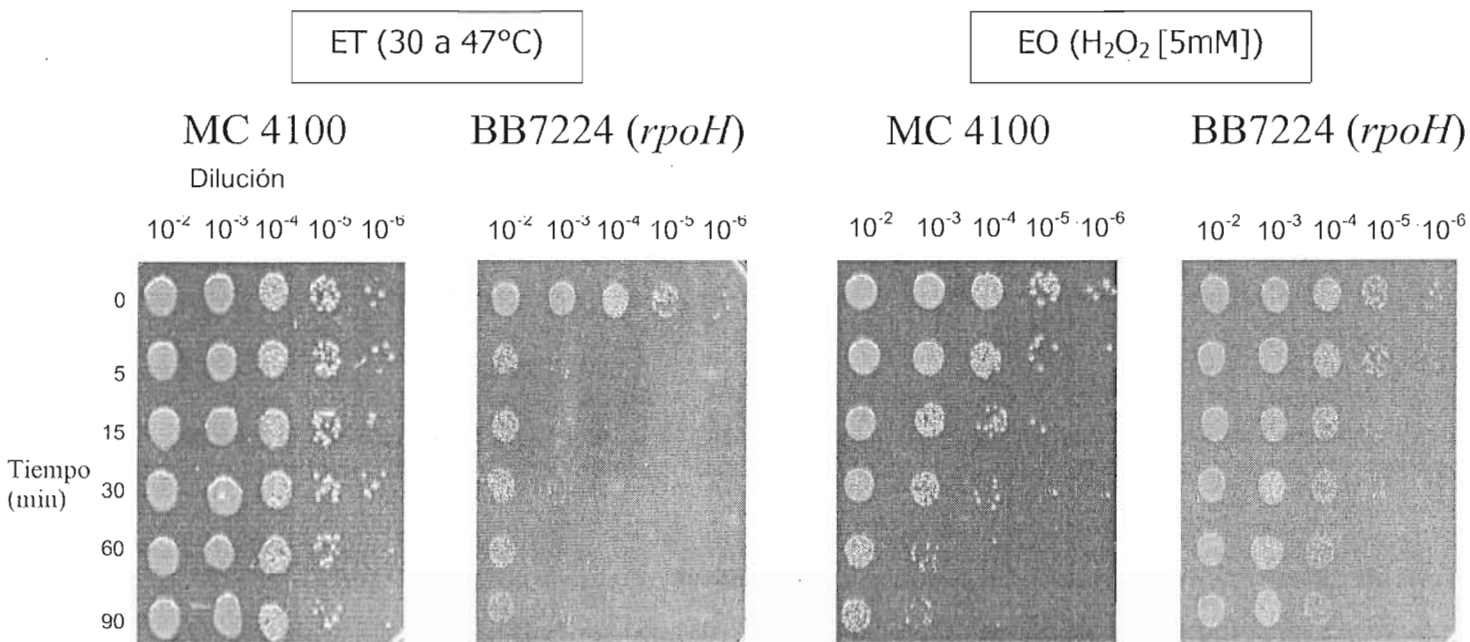 ET (30 a 47°C)
EO (H₂O₂ [5mM])
MC 4100
BB7224 (rpoH)
MC 4100
BB7224 (rpoH)
Dilución
10⁻² 10⁻³ 10⁻⁴ 10⁻⁵ 10⁻⁶
10⁻² 10⁻³ 10⁻⁴ 10⁻⁵ 10⁻⁶
10⁻² 10⁻³ 10⁻⁴ 10⁻⁵ 10⁻⁶
10⁻² 10⁻³ 10⁻⁴ 10⁻⁵ 10⁻⁶
0
5
15
Tiempo
(min)
30
60
90